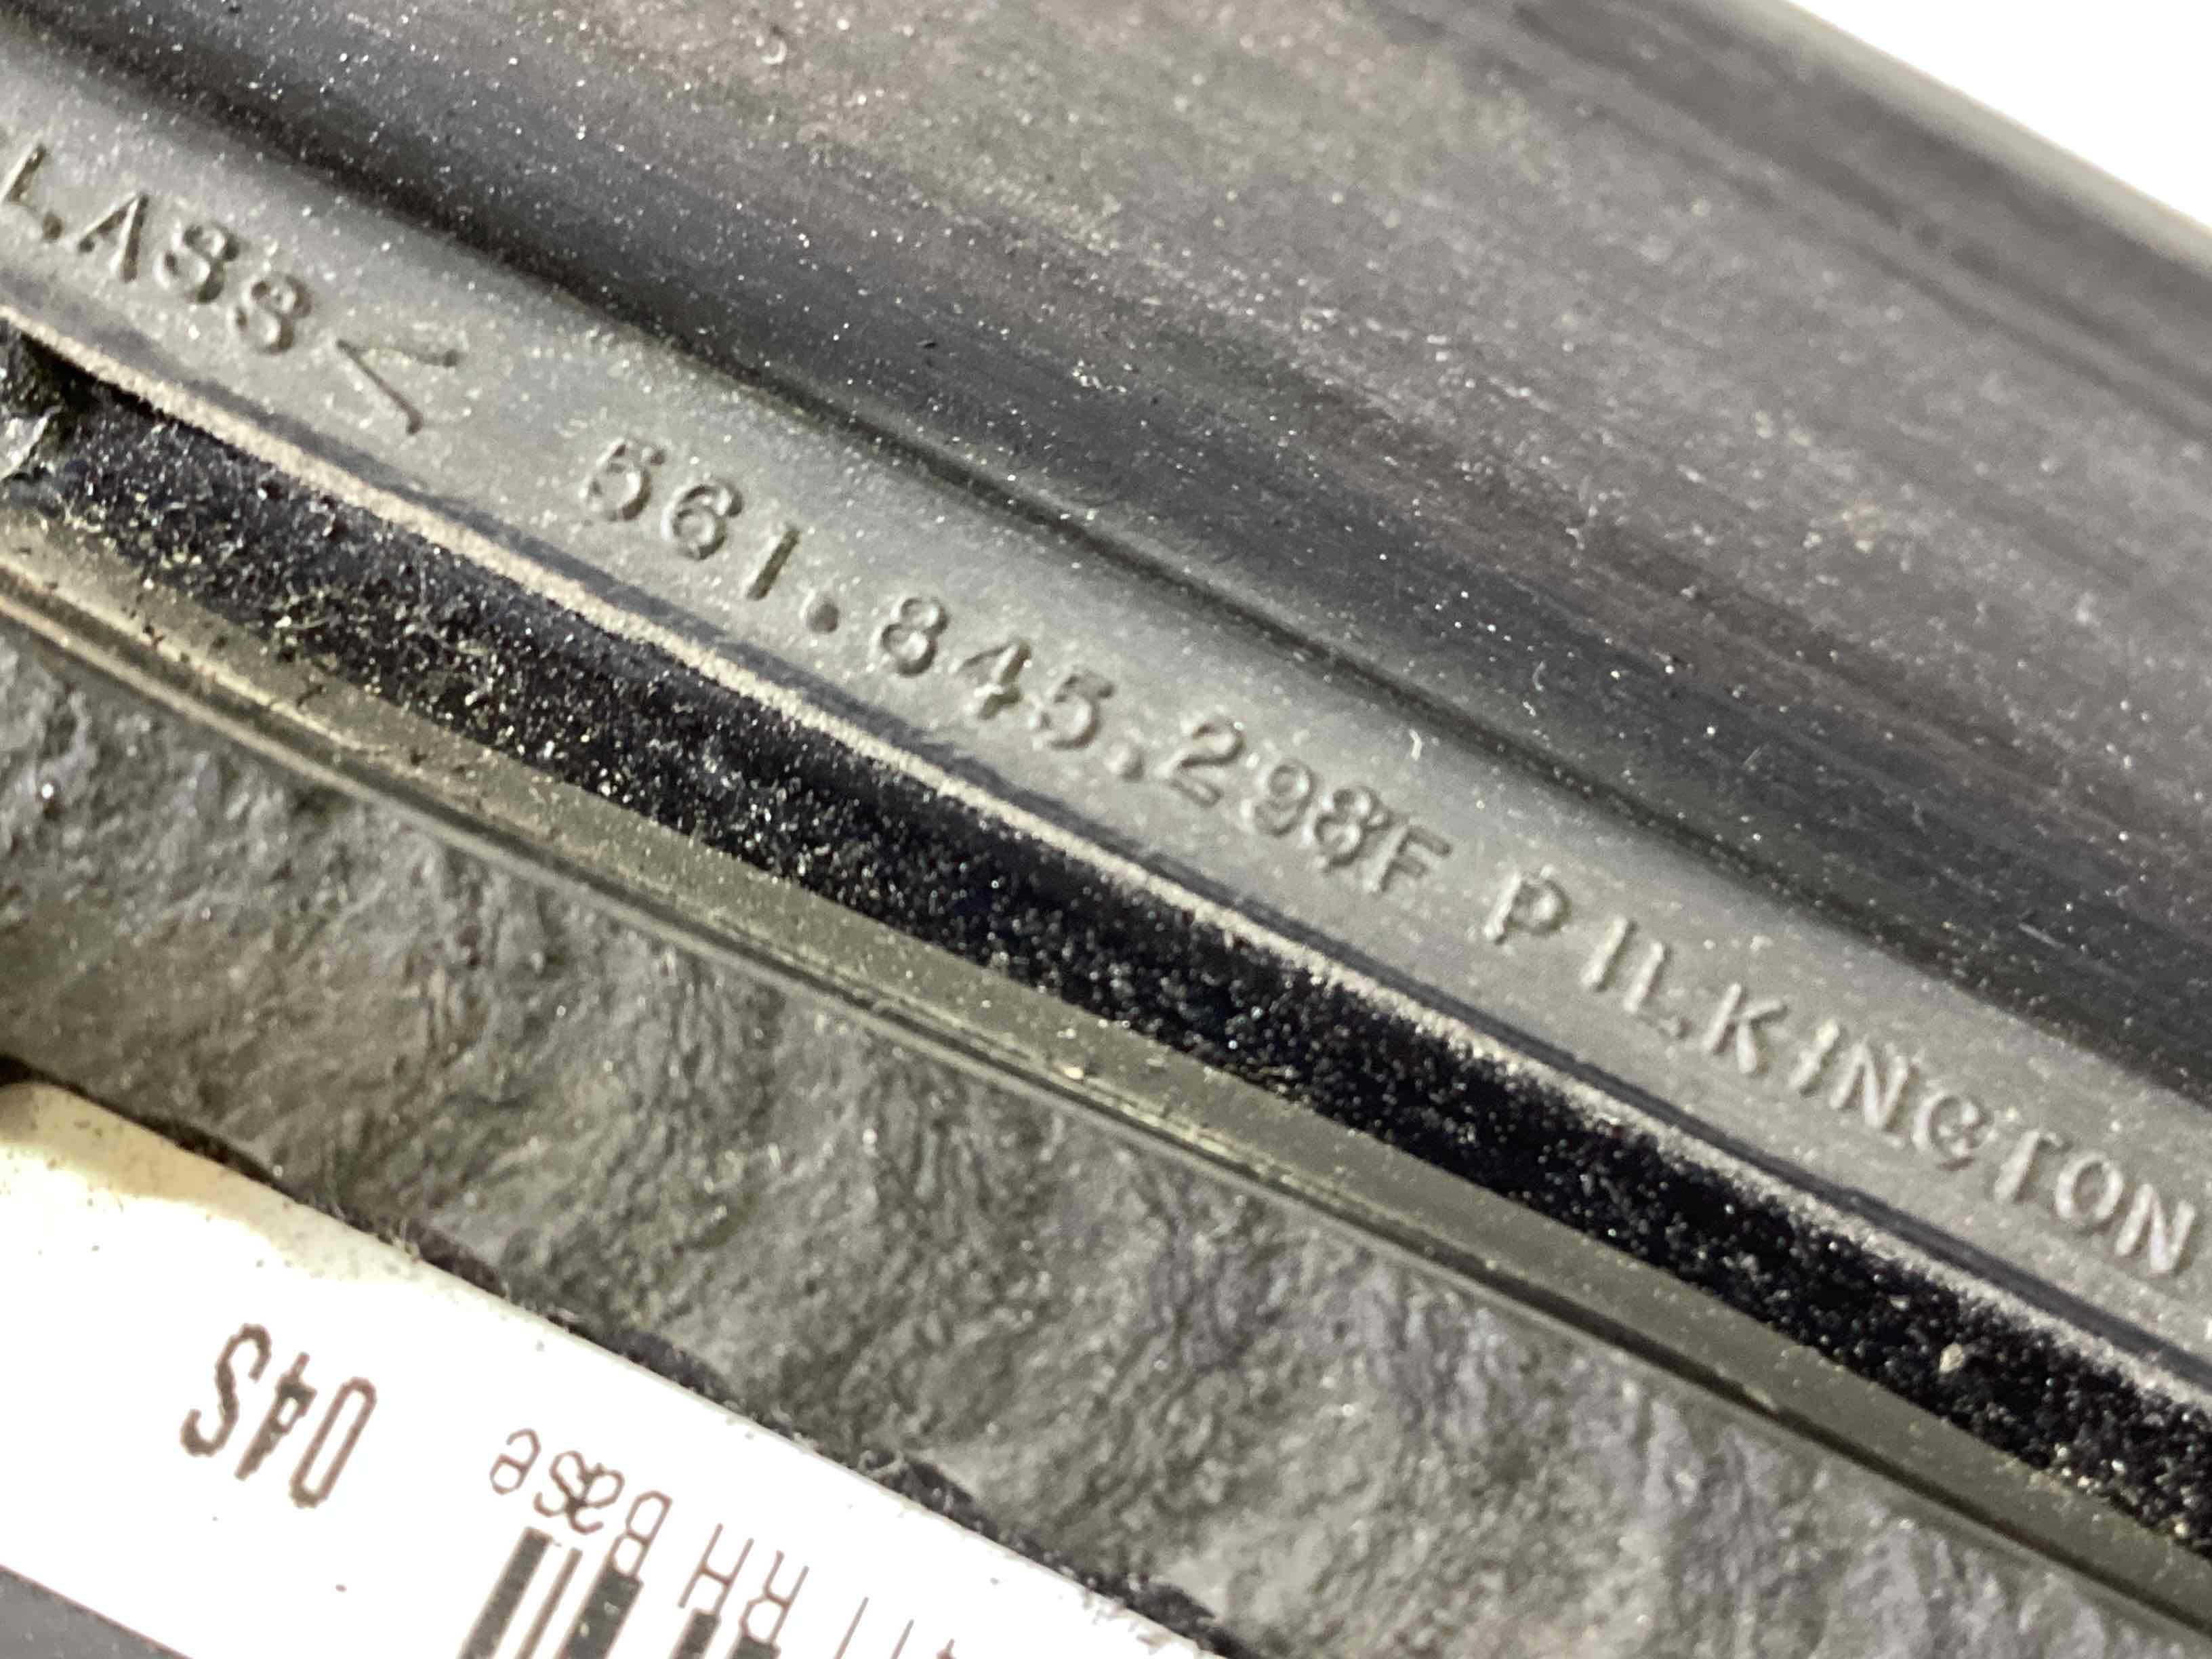 LASS< 561.845.298F PILKINGTON
04S
RH Base